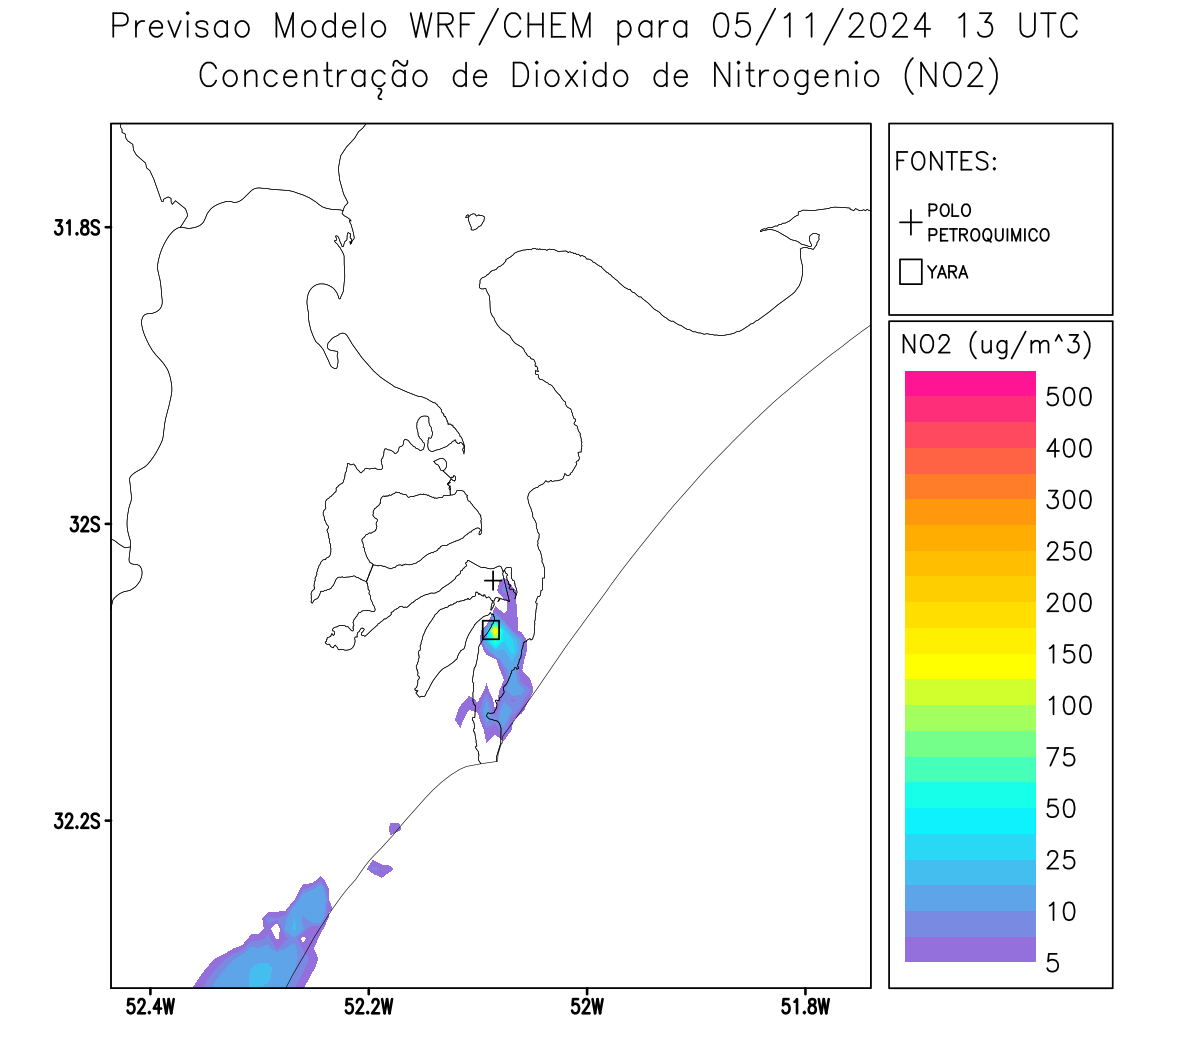 Previsao Modelo WRF/CHEM para 05/11/2024 13 UTC
Concentração de Dioxido de Nitrogenio (NO2)
FONTES:
POLO
PETROQUIMICO
YARA
NO2 (ug/m^3)
500
400
300
250
200
150
100
75
50
25
10
5
31.8S
32S
32.2S
52.4W
52.2W
52W
51.8W